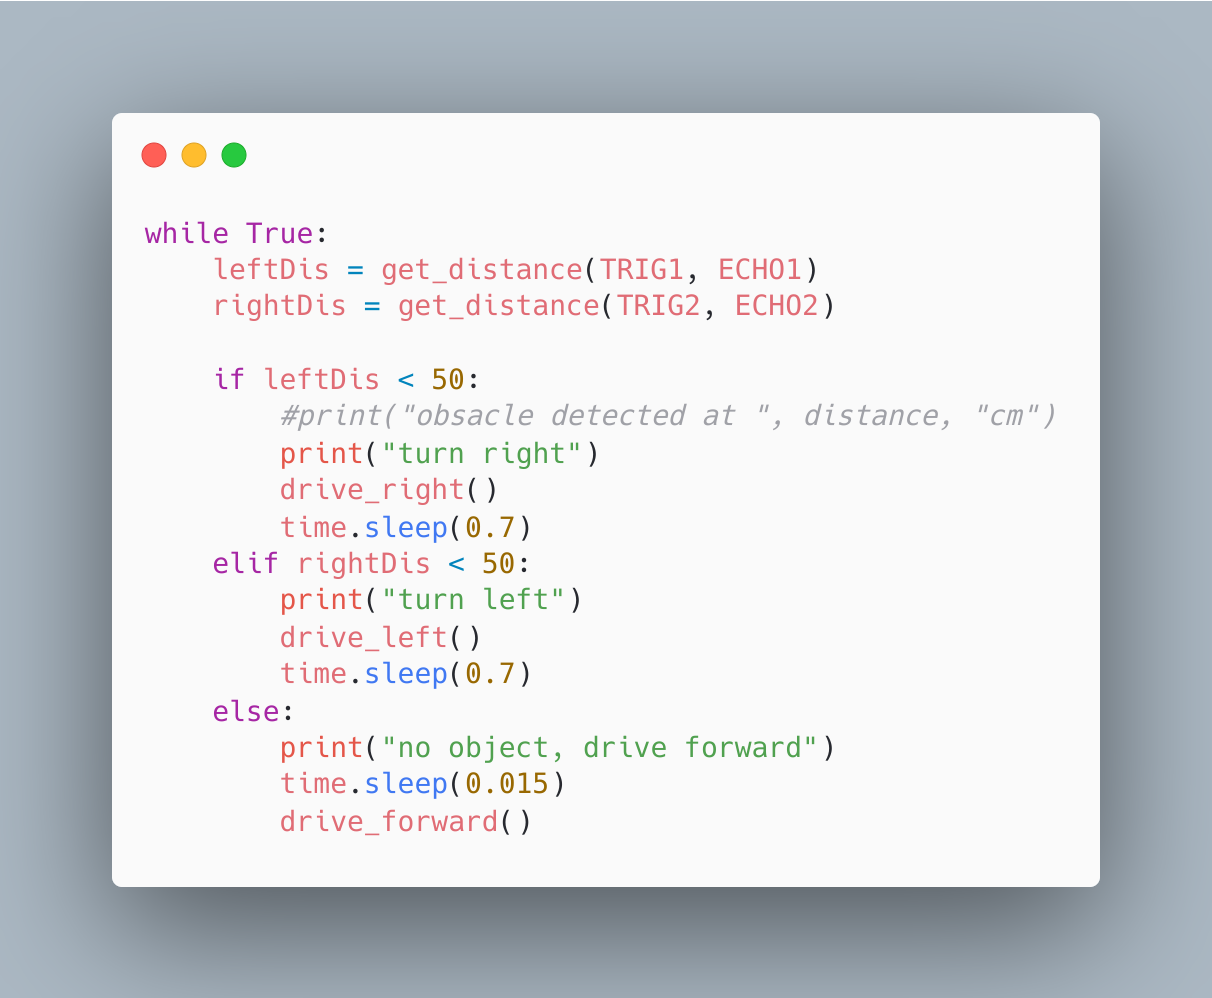 while True:
    leftDis = get_distance(TRIG1, ECHO1)
    rightDis = get_distance(TRIG2, ECHO2)

    if leftDis < 50:
        #print("obsacle detected at ", distance, "cm")
        print("turn right")
        drive_right()
        time.sleep(0.7)
    elif rightDis < 50:
        print("turn left")
        drive_left()
        time.sleep(0.7)
    else:
        print("no object, drive forward")
        time.sleep(0.015)
        drive_forward()